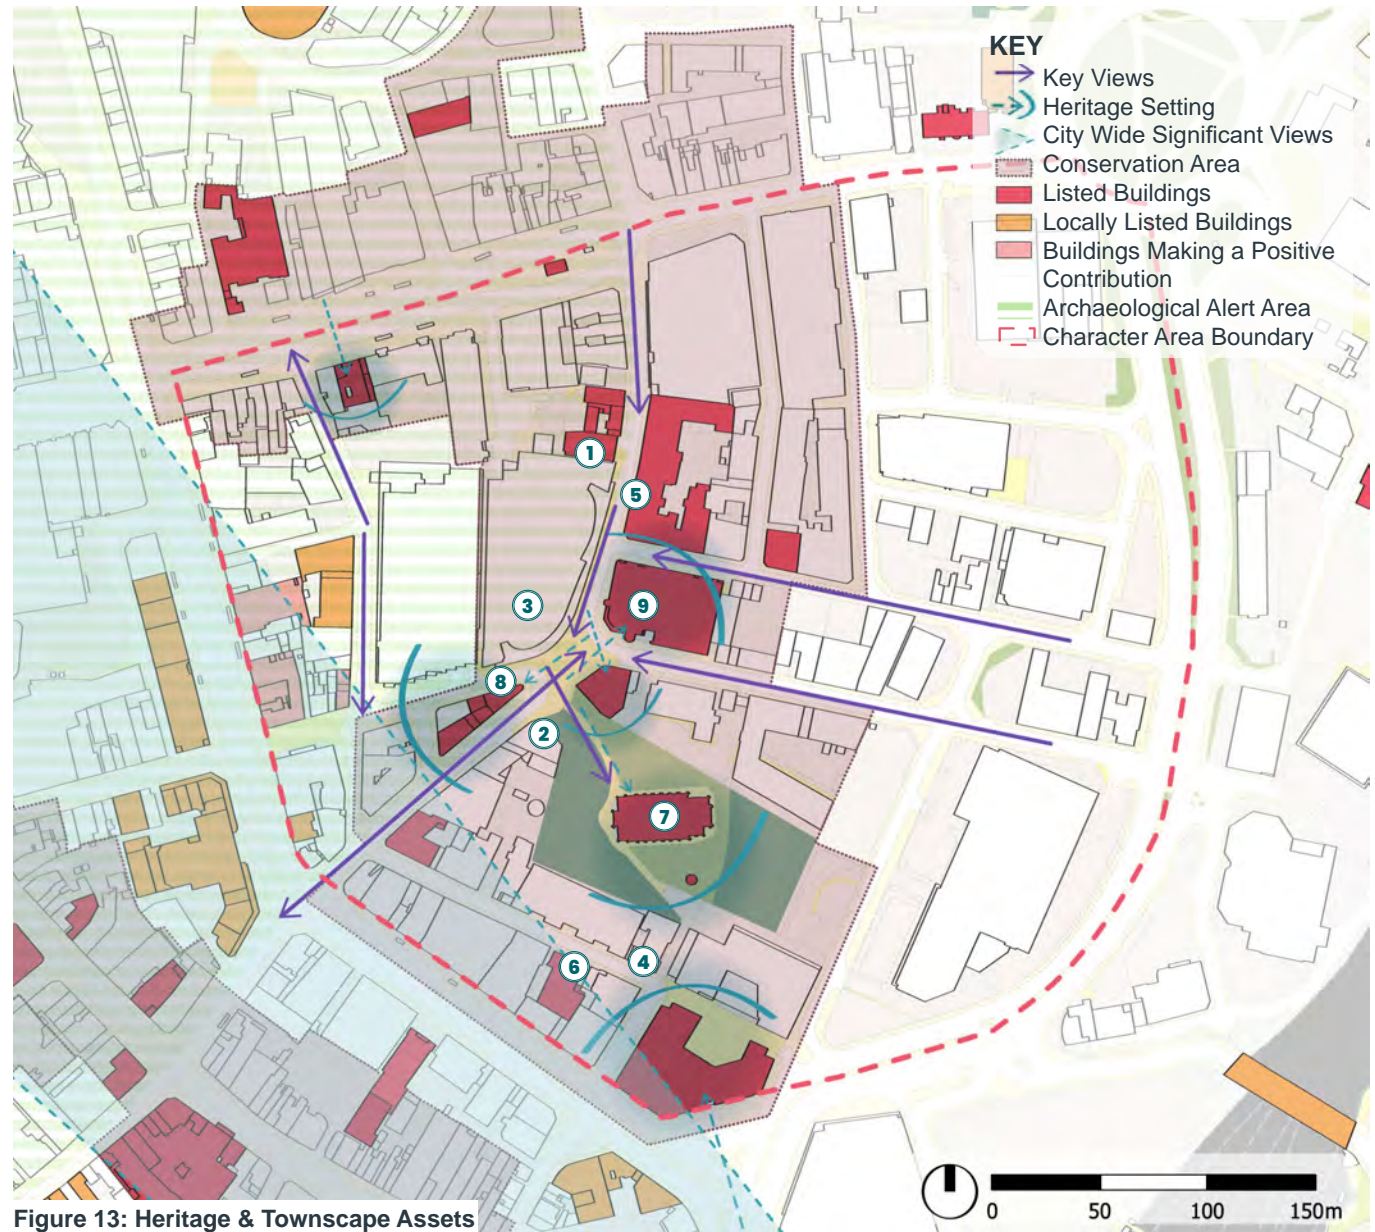 KEY
Key Views
Heritage Setting
City Wide Significant Views
Conservation Area
Listed Buildings
Locally Listed Buildings
Buildings Making a Positive
Contribution
Archaeological Alert Area
Character Area Boundary
1
5
3
9
8
2
7
6
4
0 50 100 150m
Figure 13: Heritage & Townscape Assets